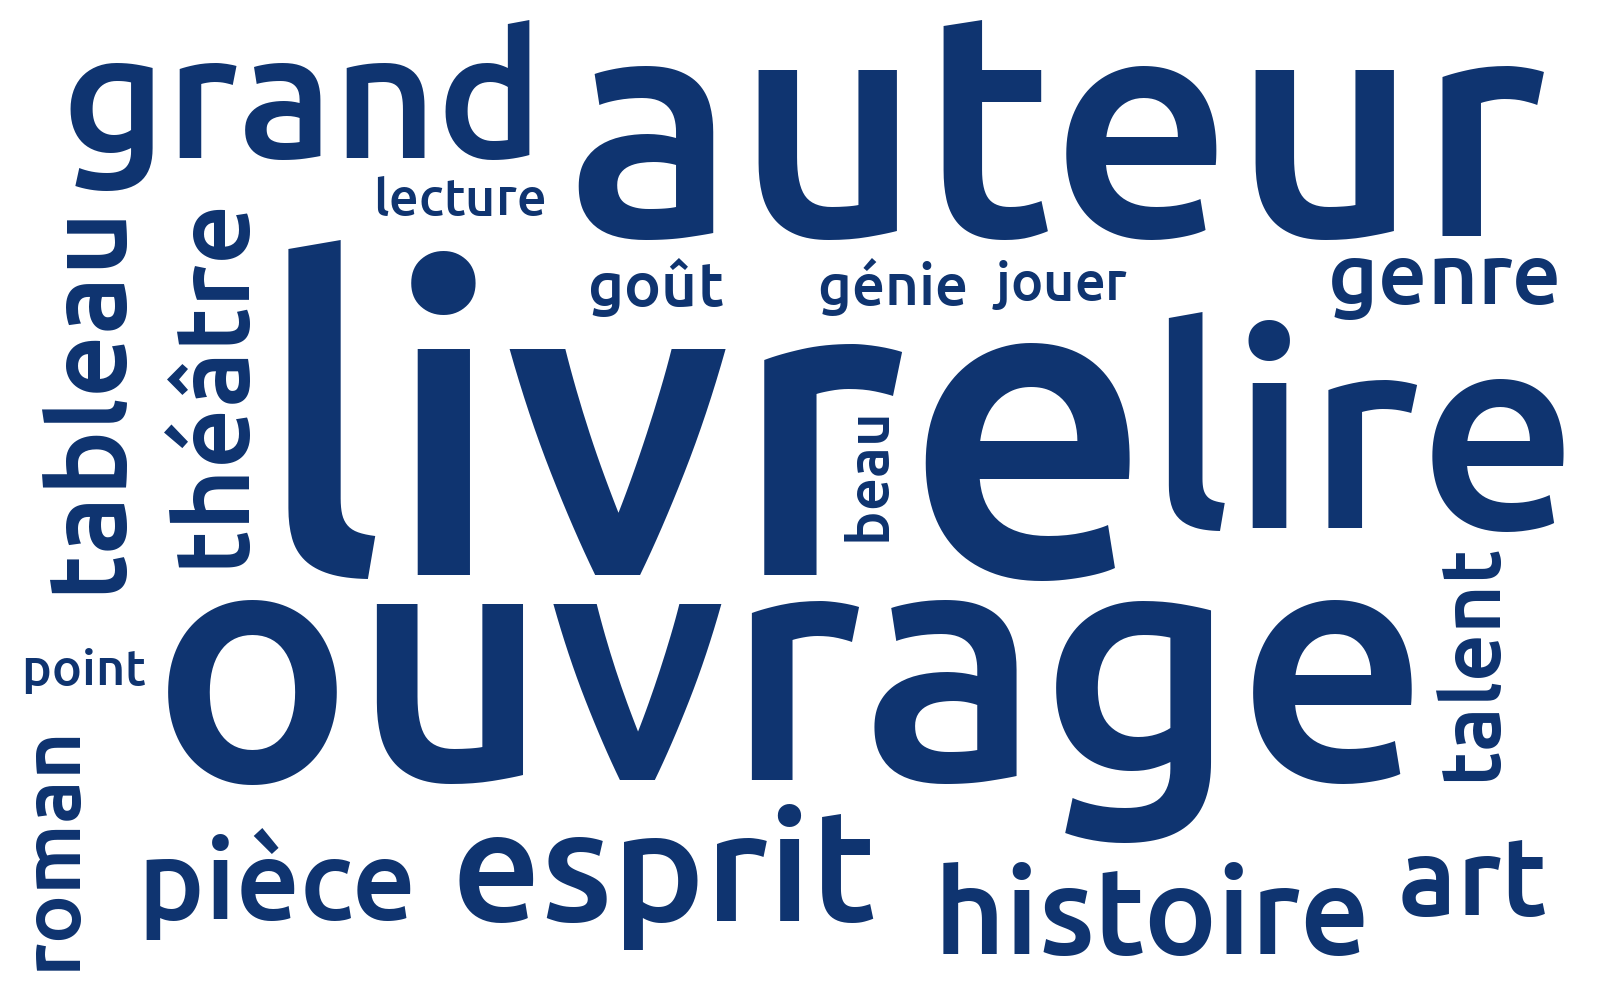 grand
auteur
lecture
tableau
théâtre
livre
goût
génie
jouer
genre
lire
beau
ouvrage
talent
point
roman
pièce
esprit
histoire
art